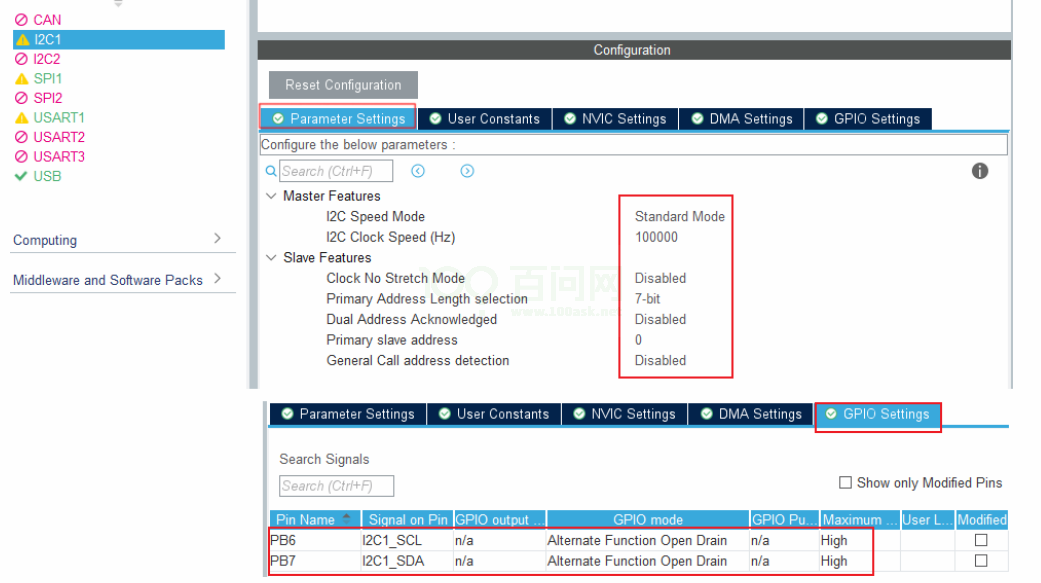 CAN
I2C1
I2C2
SPI1
SPI2
USART1
USART2
USART3
USB
Computing
Middleware and Software Packs
Configuration
Reset Configuration
Parameter Settings User Constants NVIC Settings DMA Settings GPIO Settings
Configure the below parameters :
Search (Ctrl+F)
Master Features
I2C Speed Mode Standard Mode
I2C Clock Speed (Hz) 100000
Slave Features
Clock No Stretch Mode Disabled
Primary Address Length selection 7-bit
Dual Address Acknowledged Disabled
Primary slave address 0
General Call address detection Disabled
100 百问网
www.100ask.net
Parameter Settings User Constants NVIC Settings DMA Settings GPIO Settings
Search Signals
Search (Ctrl+F)
Show only Modified Pins
Pin Name Signal on Pin GPIO output ... GPIO mode GPIO Pu... Maximum ... User L... Modified
PB6 I2C1_SCL n/a Alternate Function Open Drain n/a High
PB7 I2C1_SDA n/a Alternate Function Open Drain n/a High